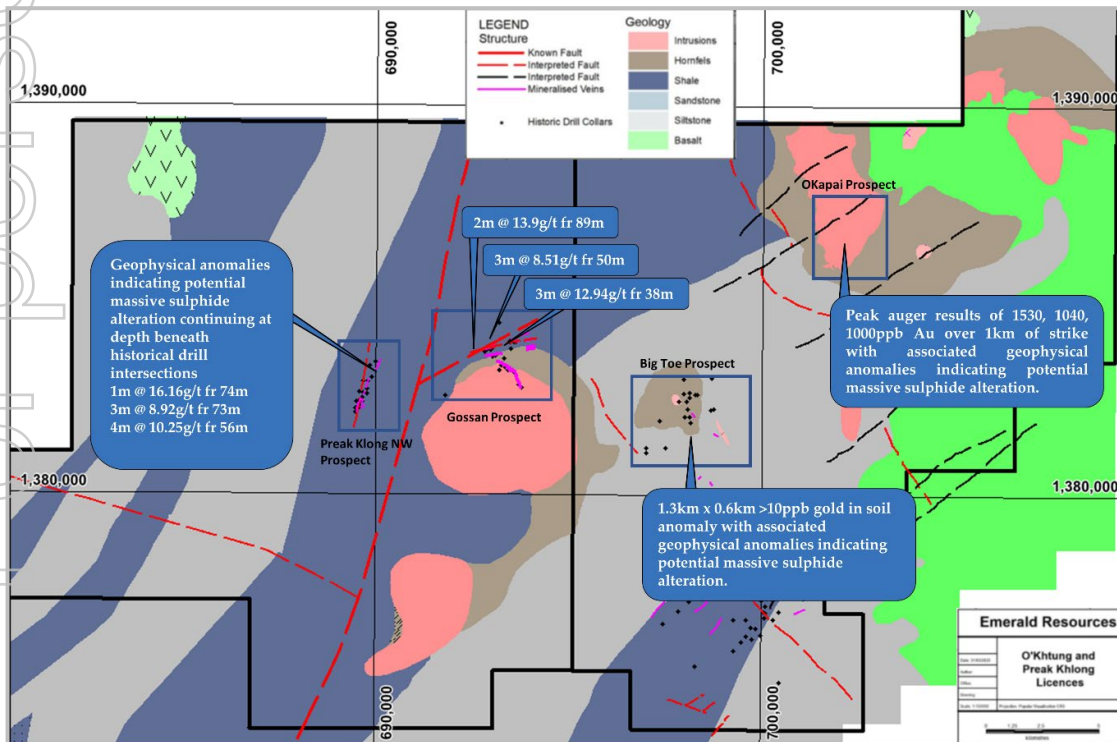 LEGEND
Structure
Known Fault
Interpreted Fault
Interpreted Fault
Mineralised Veins
Historic Drill Collars
Geology
Intrusions
Hornfels
Shale
Sandstone
Siltstone
Basalt
690,000
700,000
1,390,000
1,390,000
OKapai Prospect
2m @ 13.9g/t fr 89m
3m @ 8.51g/t fr 50m
3m @ 12.94g/t fr 38m
Geophysical anomalies
indicating potential
massive sulphide
alteration continuing at
depth beneath
historical drill
intersections
1m @ 16.16g/t fr 74m
3m @ 8.92g/t fr 73m
4m @ 10.25g/t fr 56m
Peak auger results of 1530, 1040,
1000ppb Au over 1km of strike
with associated geophysical
anomalies indicating potential
massive sulphide alteration.
Big Toe Prospect
Gossan Prospect
Preak Klong NW
Prospect
1,380,000
1,380,000
1.3km x 0.6km >10ppb gold in soil
anomaly with associated
geophysical anomalies indicating
potential massive sulphide
alteration.
690,000
700,000
Emerald Resources
O'Khtung and
Preak Khlong
Licences
0 1.25 2.5 5
kilometres